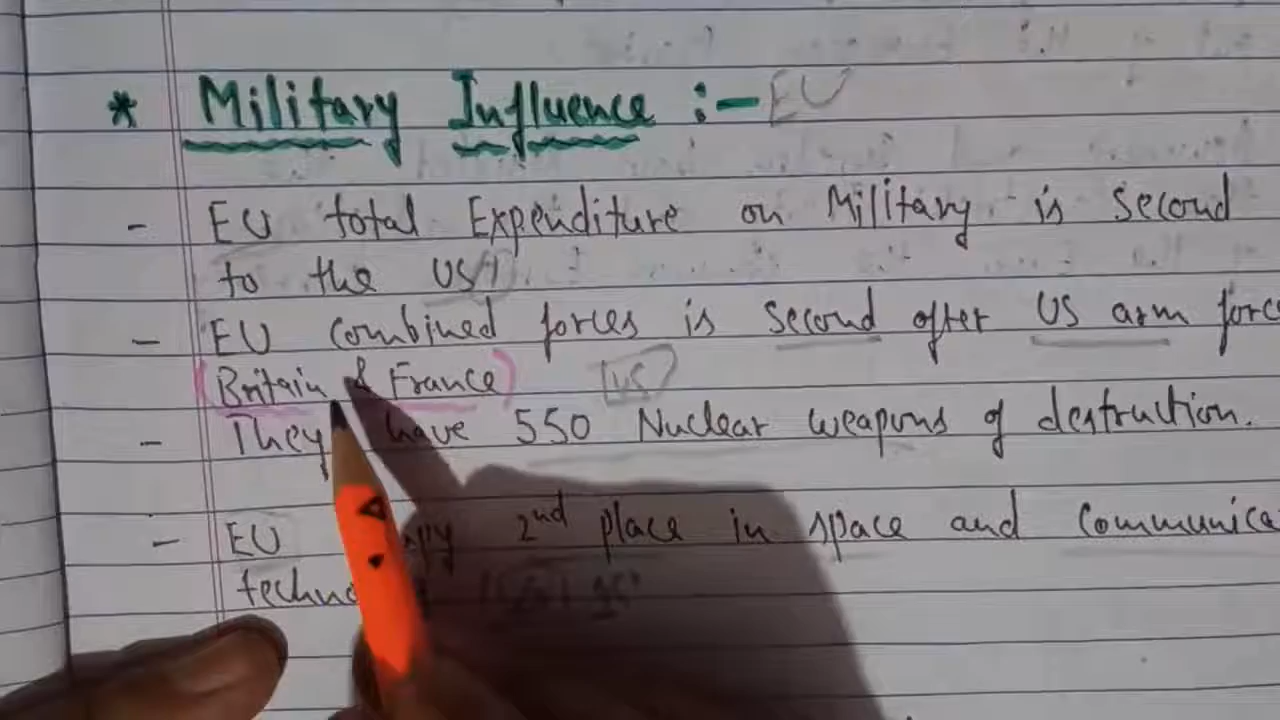 * Military Influence :- EU
- EU total Expenditure on Military is second
to the US.
- EU combined forces is second after US arm forc
(Britain & France) US
- They have 550 Nuclear weapons of destruction.
- EU 2nd place in space and communica
techno